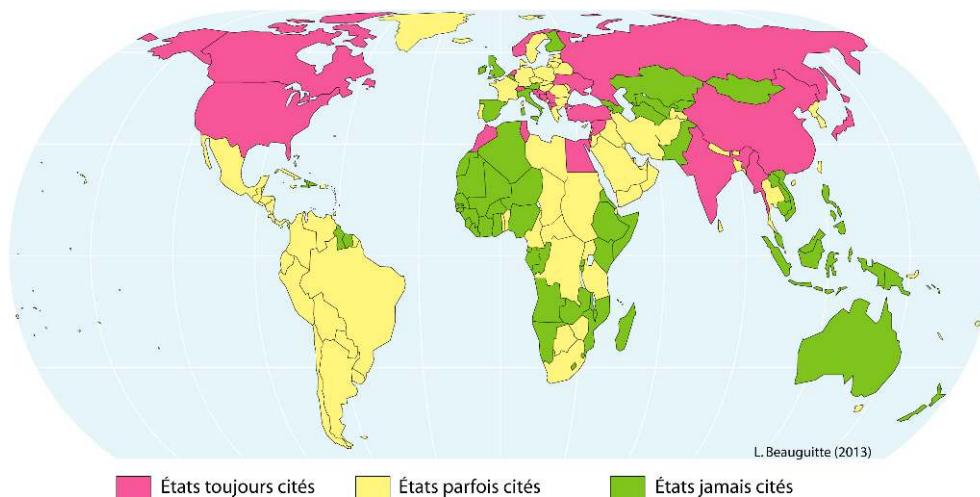 L. Beauguitte (2013)
États toujours cités
États parfois cités
États jamais cités